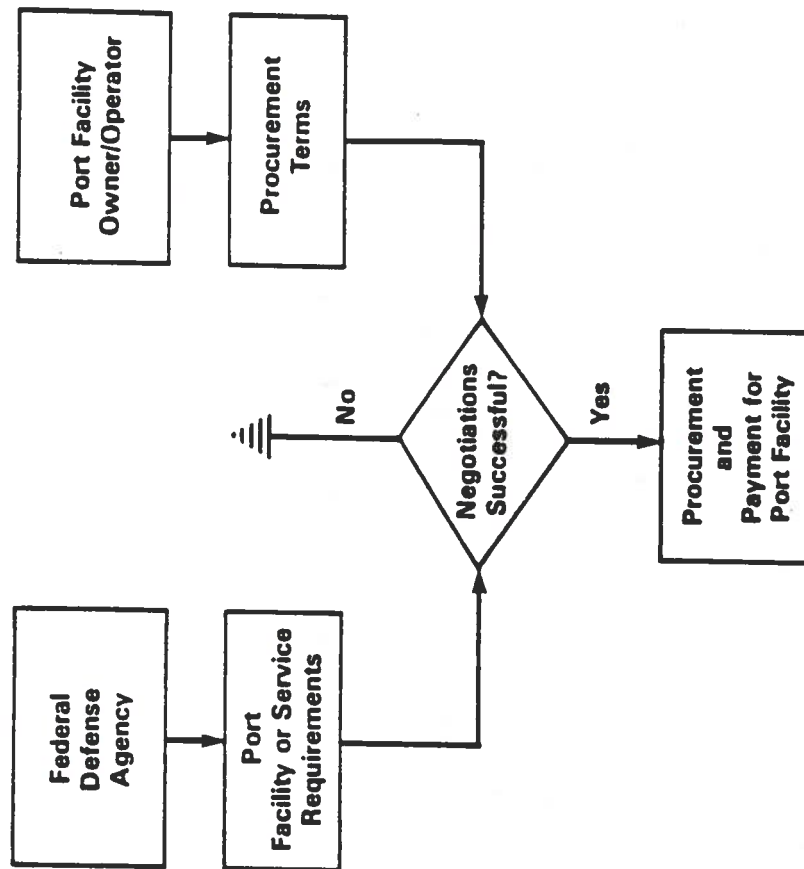 Federal
Defense
Agency
Port
Facility or Service
Requirements
Port Facility
Owner/Operator
Procurement
Terms
Negotiations
Successful?
No
Yes
Procurement
and
Payment for
Port Facility